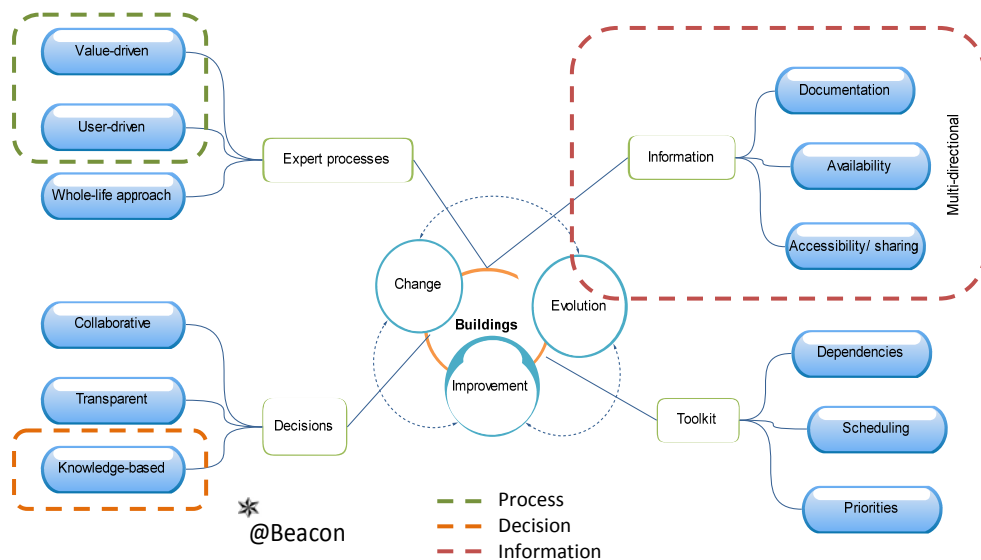 Value-driven
User-driven
Whole-life approach
Expert processes
Information
Documentation
Availability
Accessibility/ sharing
Multi-directional
Change
Evolution
Buildings
Improvement
Collaborative
Transparent
Knowledge-based
Decisions
Toolkit
Dependencies
Scheduling
Priorities
@Beacon
Process
Decision
Information